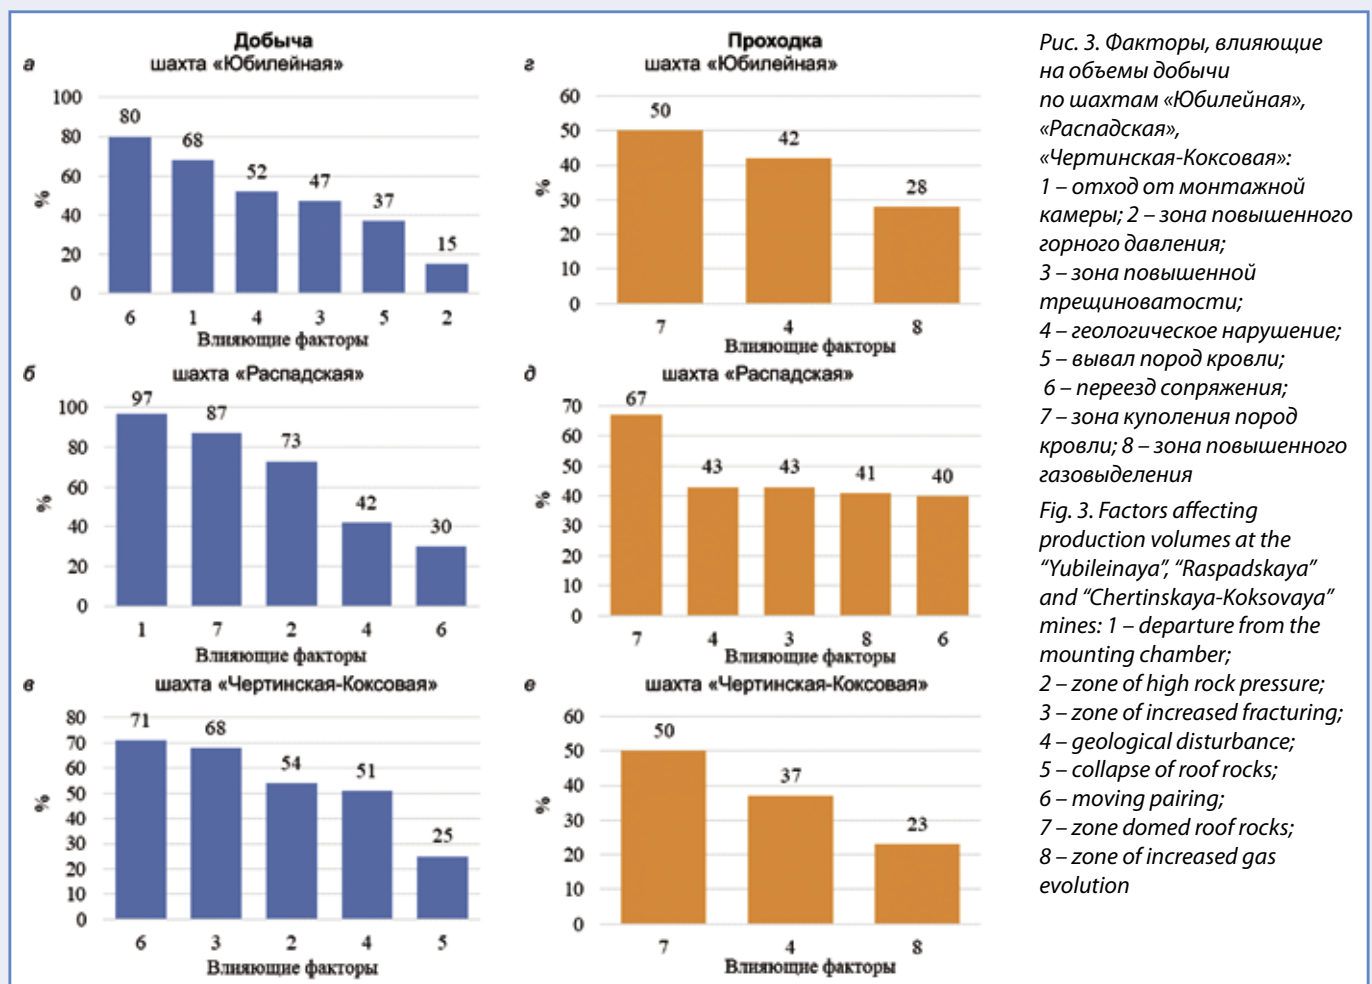 Добыча
а шахта «Юбилейная»
100
80
60
40
20
0
%
80
68
52
47
37
15
6 1 4 3 5 2
Влияющие факторы
б шахта «Распадская»
100
80
60
40
20
0
%
97
87
73
42
30
1 7 2 4 6
Влияющие факторы
в шахта «Чертинская-Коксовая»
80
70
60
50
40
30
20
10
0
%
71
68
54
51
25
6 3 2 4 5
Влияющие факторы
Проходка
г шахта «Юбилейная»
60
50
40
30
20
10
0
%
50
42
28
7 4 8
Влияющие факторы
д шахта «Распадская»
70
60
50
40
30
20
10
0
%
67
43
43
41
40
7 4 3 8 6
Влияющие факторы
е шахта «Чертинская-Коксовая»
60
50
40
30
20
10
0
%
50
37
23
7 4 8
Влияющие факторы
Рис. 3. Факторы, влияющие
на объемы добычи
по шахтам «Юбилейная»,
«Распадская»,
«Чертинская-Коксовая»:
1 – отход от монтажной
камеры; 2 – зона повышенного
горного давления;
3 – зона повышенной
трещиноватости;
4 – геологическое нарушение;
5 – вывал пород кровли;
6 – переезд сопряжения;
7 – зона куполения пород
кровли; 8 – зона повышенного
газовыделения
Fig. 3. Factors affecting
production volumes at the
“Yubileinaya”, “Raspadskaya”
and “Chertinskaya-Koksovaya”
mines: 1 – departure from the
mounting chamber;
2 – zone of high rock pressure;
3 – zone of increased fracturing;
4 – geological disturbance;
5 – collapse of roof rocks;
6 – moving pairing;
7 – zone domed roof rocks;
8 – zone of increased gas
evolution